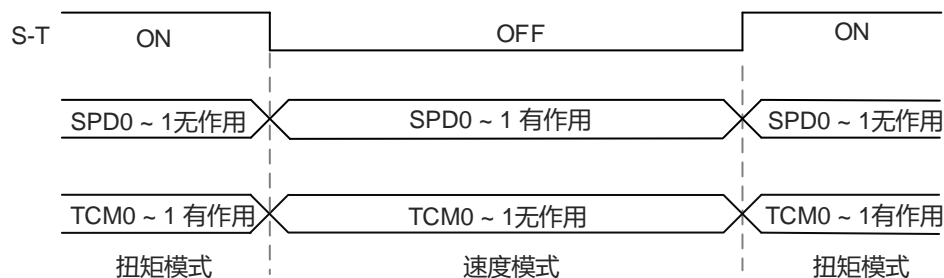 S-T ON OFF ON
SPD0 ~ 1无作用 SPD0 ~ 1 有作用 SPD0 ~ 1无作用
TCM0 ~ 1 有作用 TCM0 ~ 1无作用 TCM0 ~ 1有作用
扭矩模式 速度模式 扭矩模式